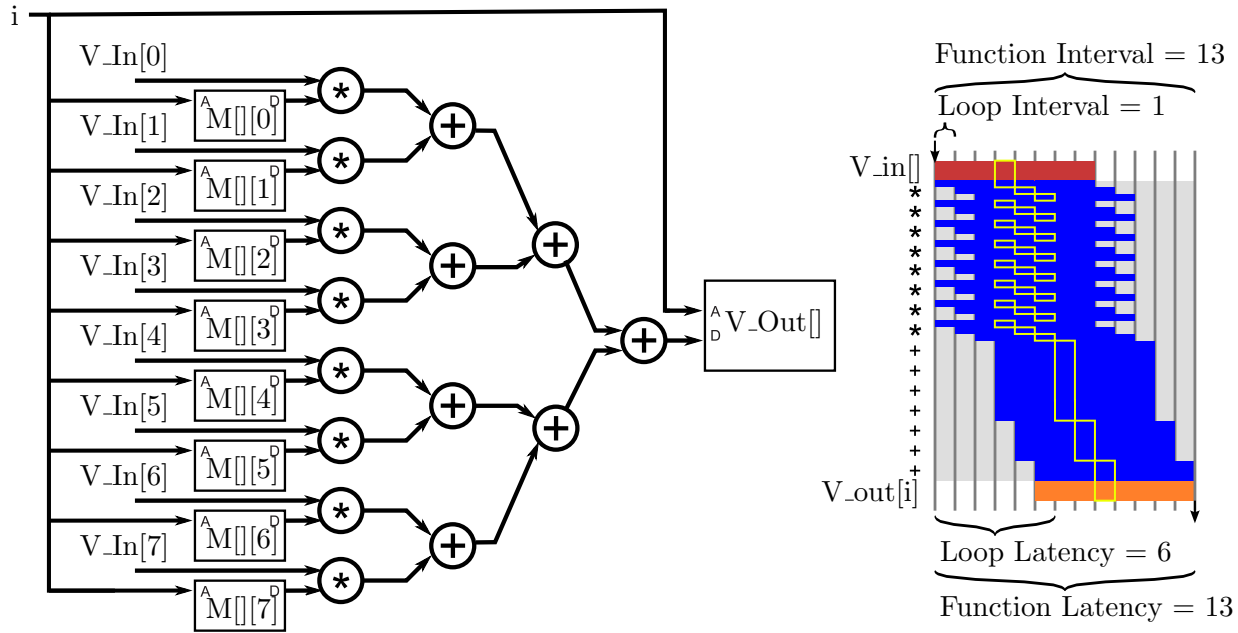 i
V_In[0]
*
A D
M[][0]
+
V_In[1]
*
A D
M[][1]
V_In[2]
*
A D
M[][2]
+
+
V_In[3]
*
A D
M[][3]
V_In[4]
*
A D
M[][4]
+
+
+
V_In[5]
*
A D
M[][5]
V_In[6]
*
A D
M[][6]
+
V_In[7]
*
A D
M[][7]
A
D
V_Out[]
Function Interval = 13
Loop Interval = 1
V_in[]
*
*
*
*
*
*
*
*
+
+
+
+
+
+
+
V_out[i]
Loop Latency = 6
Function Latency = 13